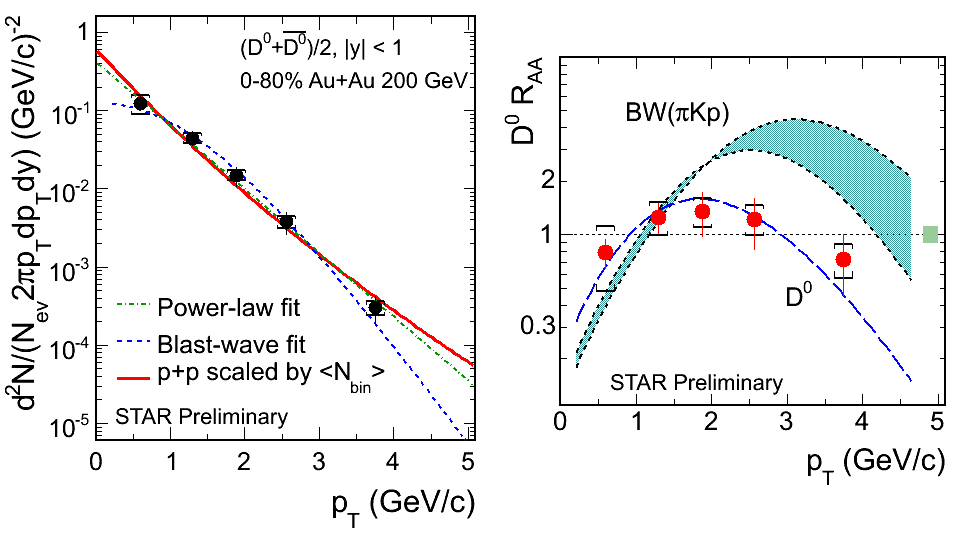 d²N/(N_ev 2πp_T dp_T dy) (GeV/c)⁻²
1
10⁻¹
10⁻²
10⁻³
10⁻⁴
10⁻⁵
(D⁰+D̅⁰)/2, |y| < 1
0-80% Au+Au 200 GeV
Power-law fit
Blast-wave fit
p+p scaled by <N_bin>
STAR Preliminary
0 1 2 3 4 5
p_T (GeV/c)
D⁰ R_AA
2
1
0.3
BW(πKp)
D⁰
STAR Preliminary
0 1 2 3 4 5
p_T (GeV/c)